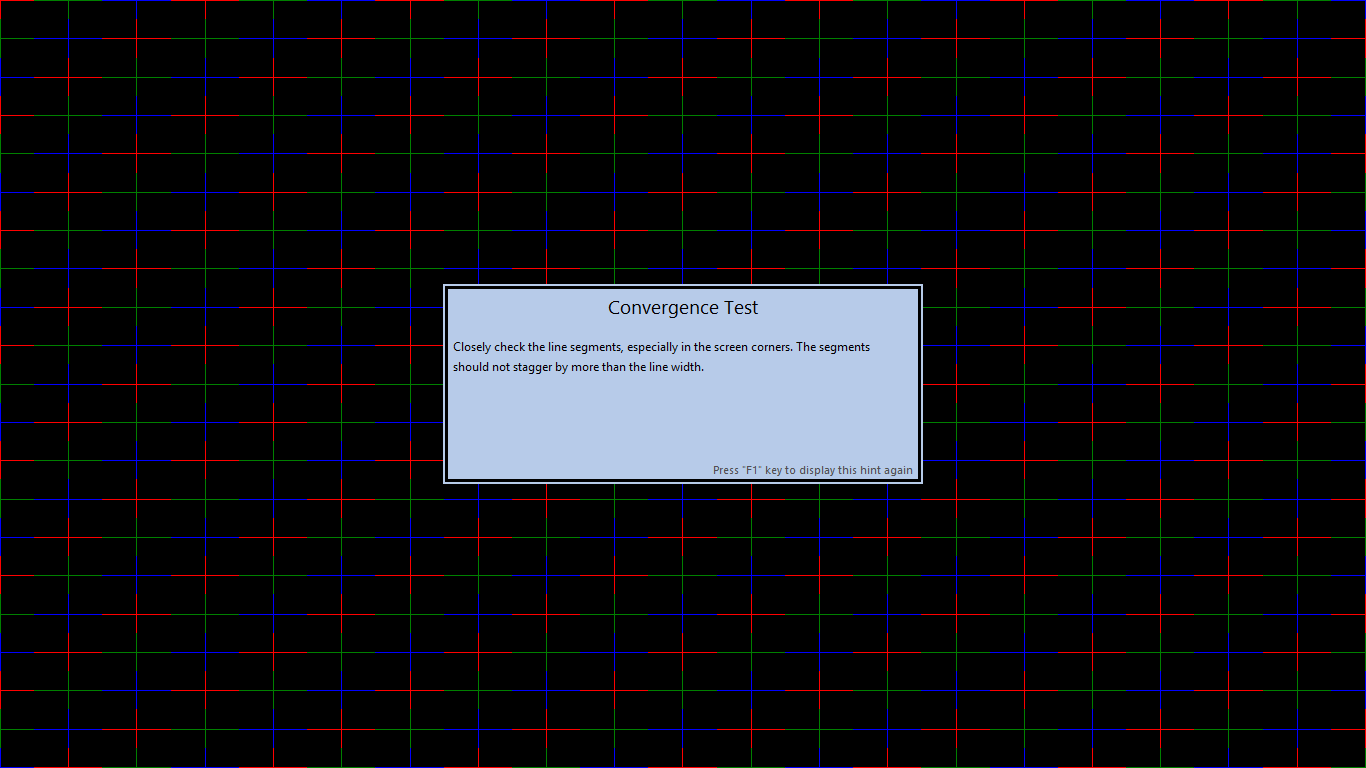 Convergence Test
Closely check the line segments, especially in the screen corners. The segments
should not stagger by more than the line width.
Press "F1" key to display this hint again